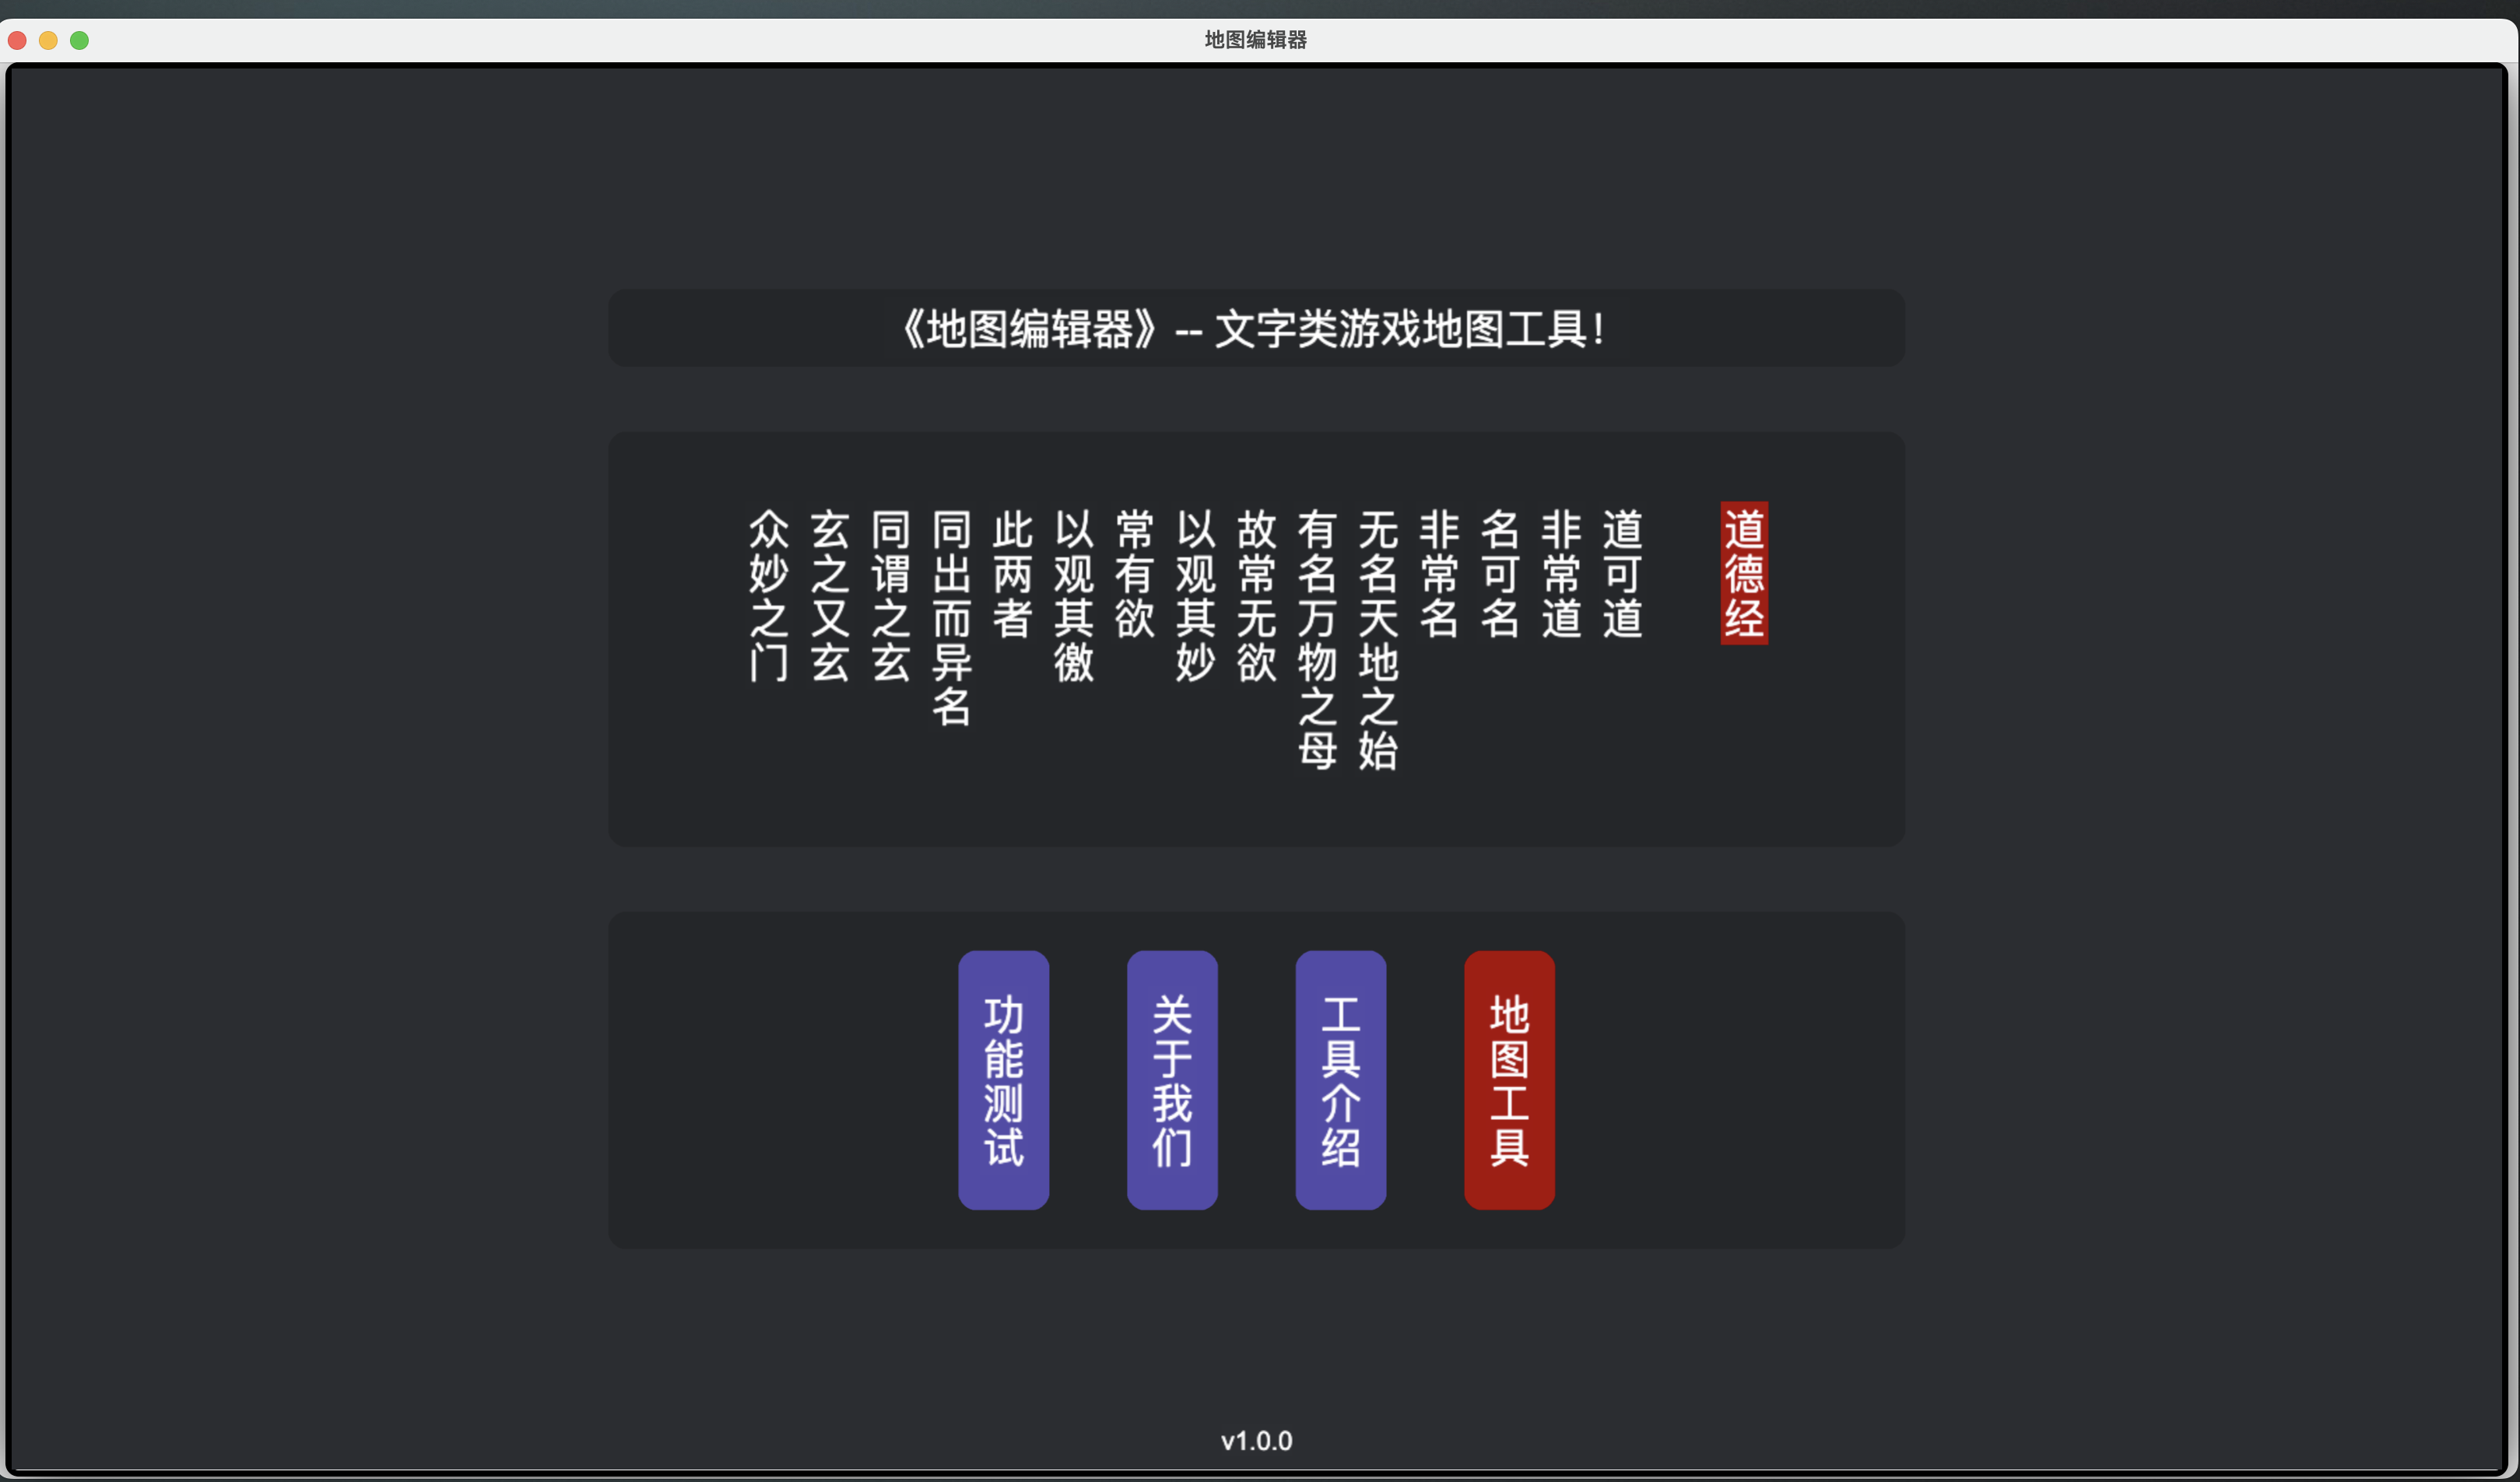 地图编辑器
《地图编辑器》-- 文字类游戏地图工具!
道德经
道可道
非常道
名可名
非常名
无名天地之始
有名万物之母
故常无欲
以观其妙
常有欲
以观其徼
此两者
同出而异名
同谓之玄
玄之又玄
众妙之门
地图工具
工具介绍
关于我们
功能测试
v1.0.0